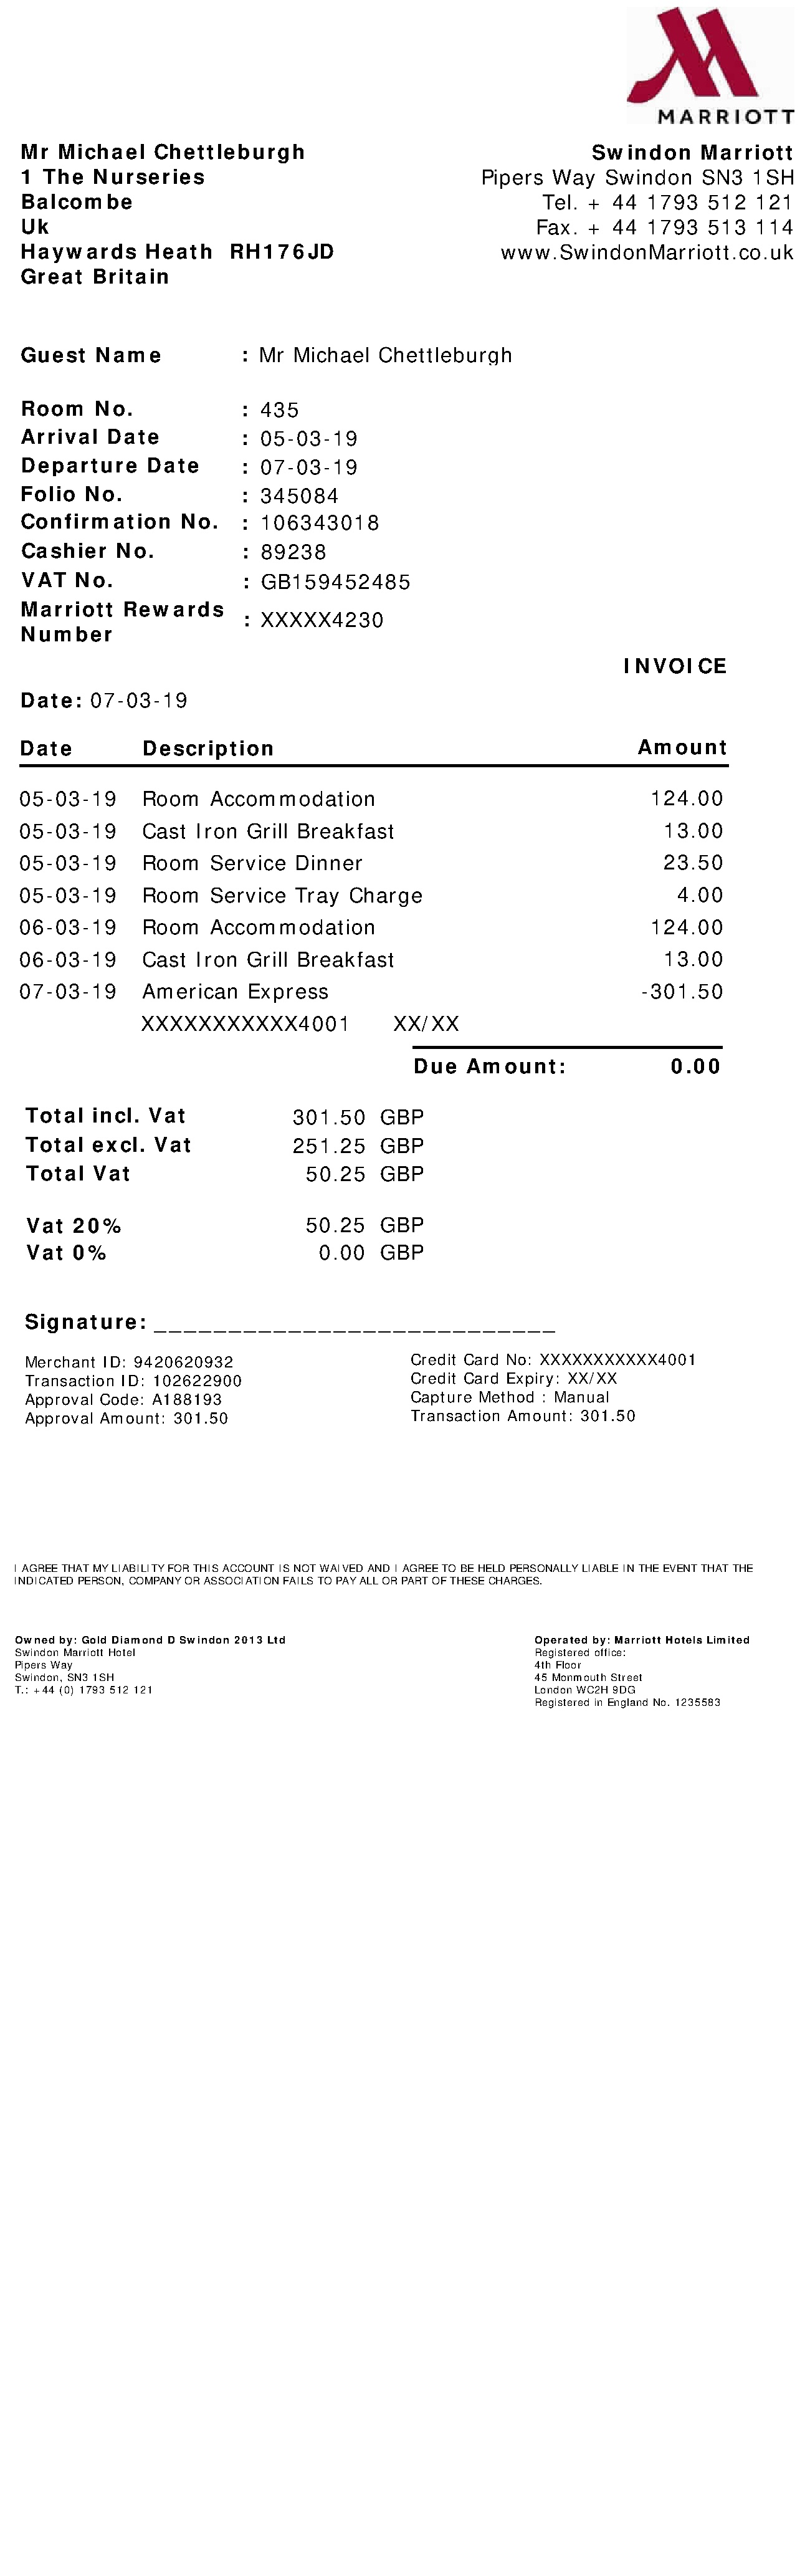 MARRIOTT
Mr Michael Chettleburgh
1 The Nurseries
Balcombe
Uk
Haywards Heath RH176JD
Great Britain
Swindon Marriott
Pipers Way Swindon SN3 1SH
Tel. + 44 1793 512 121
Fax. + 44 1793 513 114
www.SwindonMarriott.co.uk
Guest Name : Mr Michael Chettleburgh
Room No. : 435
Arrival Date : 05-03-19
Departure Date : 07-03-19
Folio No. : 345084
Confirmation No. : 106343018
Cashier No. : 89238
VAT No. : GB159452485
Marriott Rewards
Number : XXXXX4230
INVOICE
Date: 07-03-19
Date Description Amount
05-03-19 Room Accommodation 124.00
05-03-19 Cast Iron Grill Breakfast 13.00
05-03-19 Room Service Dinner 23.50
05-03-19 Room Service Tray Charge 4.00
06-03-19 Room Accommodation 124.00
06-03-19 Cast Iron Grill Breakfast 13.00
07-03-19 American Express -301.50
XXXXXXXXXXX4001 XX/XX
Due Amount: 0.00
Total incl. Vat 301.50 GBP
Total excl. Vat 251.25 GBP
Total Vat 50.25 GBP
Vat 20% 50.25 GBP
Vat 0% 0.00 GBP
Signature: ___________________________
Merchant ID: 9420620932
Transaction ID: 102622900
Approval Code: A188193
Approval Amount: 301.50
Credit Card No: XXXXXXXXXXX4001
Credit Card Expiry: XX/XX
Capture Method : Manual
Transaction Amount: 301.50
I AGREE THAT MY LIABILITY FOR THIS ACCOUNT IS NOT WAIVED AND I AGREE TO BE HELD PERSONALLY LIABLE IN THE EVENT THAT THE
INDICATED PERSON, COMPANY OR ASSOCIATION FAILS TO PAY ALL OR PART OF THESE CHARGES.
Owned by: Gold Diamond D Swindon 2013 Ltd
Swindon Marriott Hotel
Pipers Way
Swindon, SN3 1SH
T.: +44 (0) 1793 512 121
Operated by: Marriott Hotels Limited
Registered office:
4th Floor
45 Monmouth Street
London WC2H 9DG
Registered in England No. 1235583